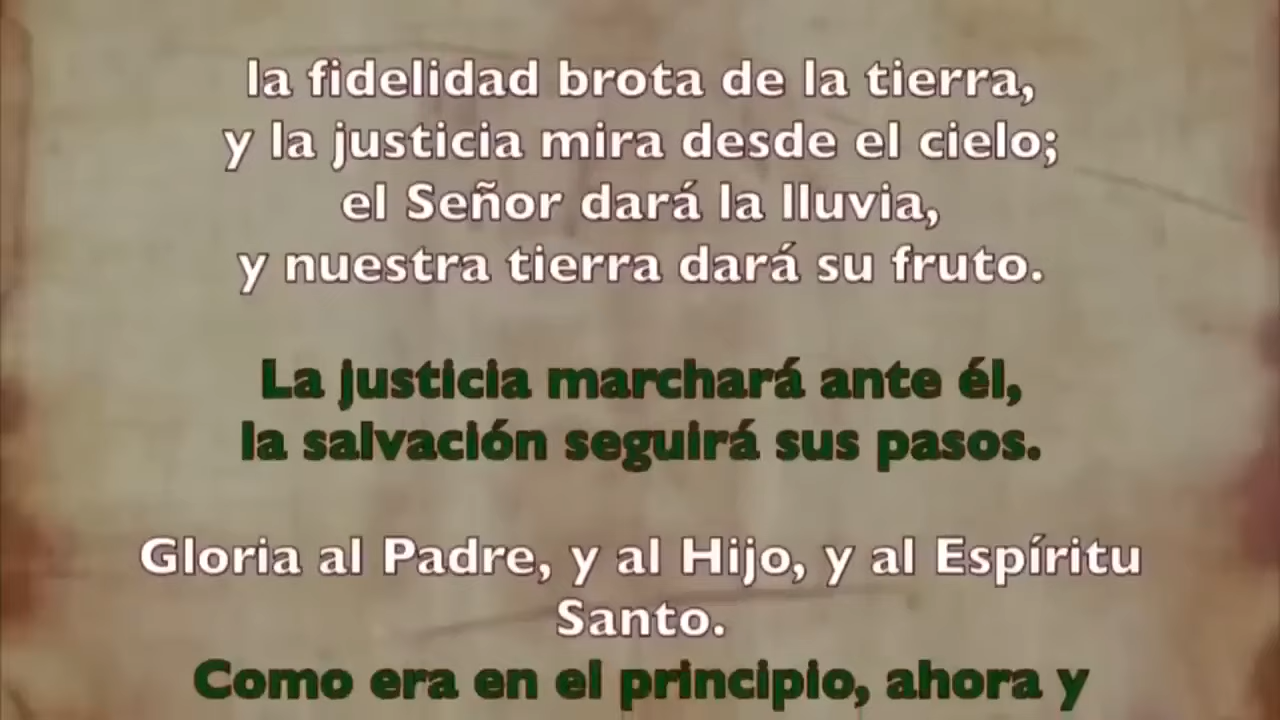 la fidelidad brota de la tierra,
y la justicia mira desde el cielo;
el Señor dará la lluvia,
y nuestra tierra dará su fruto.
La justicia marchará ante él,
la salvación seguirá sus pasos.
Gloria al Padre, y al Hijo, y al Espíritu
Santo.
Como era en el principio, ahora y